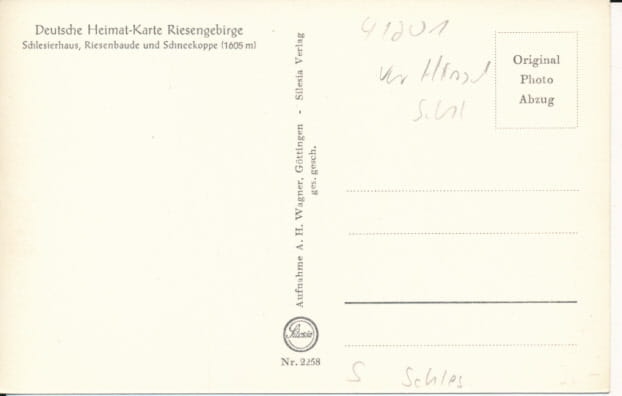 Deutsche Heimat-Karte Riesengebirge
Schlesierhaus, Riesenbaude und Schneekoppe (1605 m)
Aufnahme A. H. Wagner, Göttingen - Silesia Verlag
ges. gesch.
Silesia
Nr. 2258
Original
Photo
Abzug
S Schles